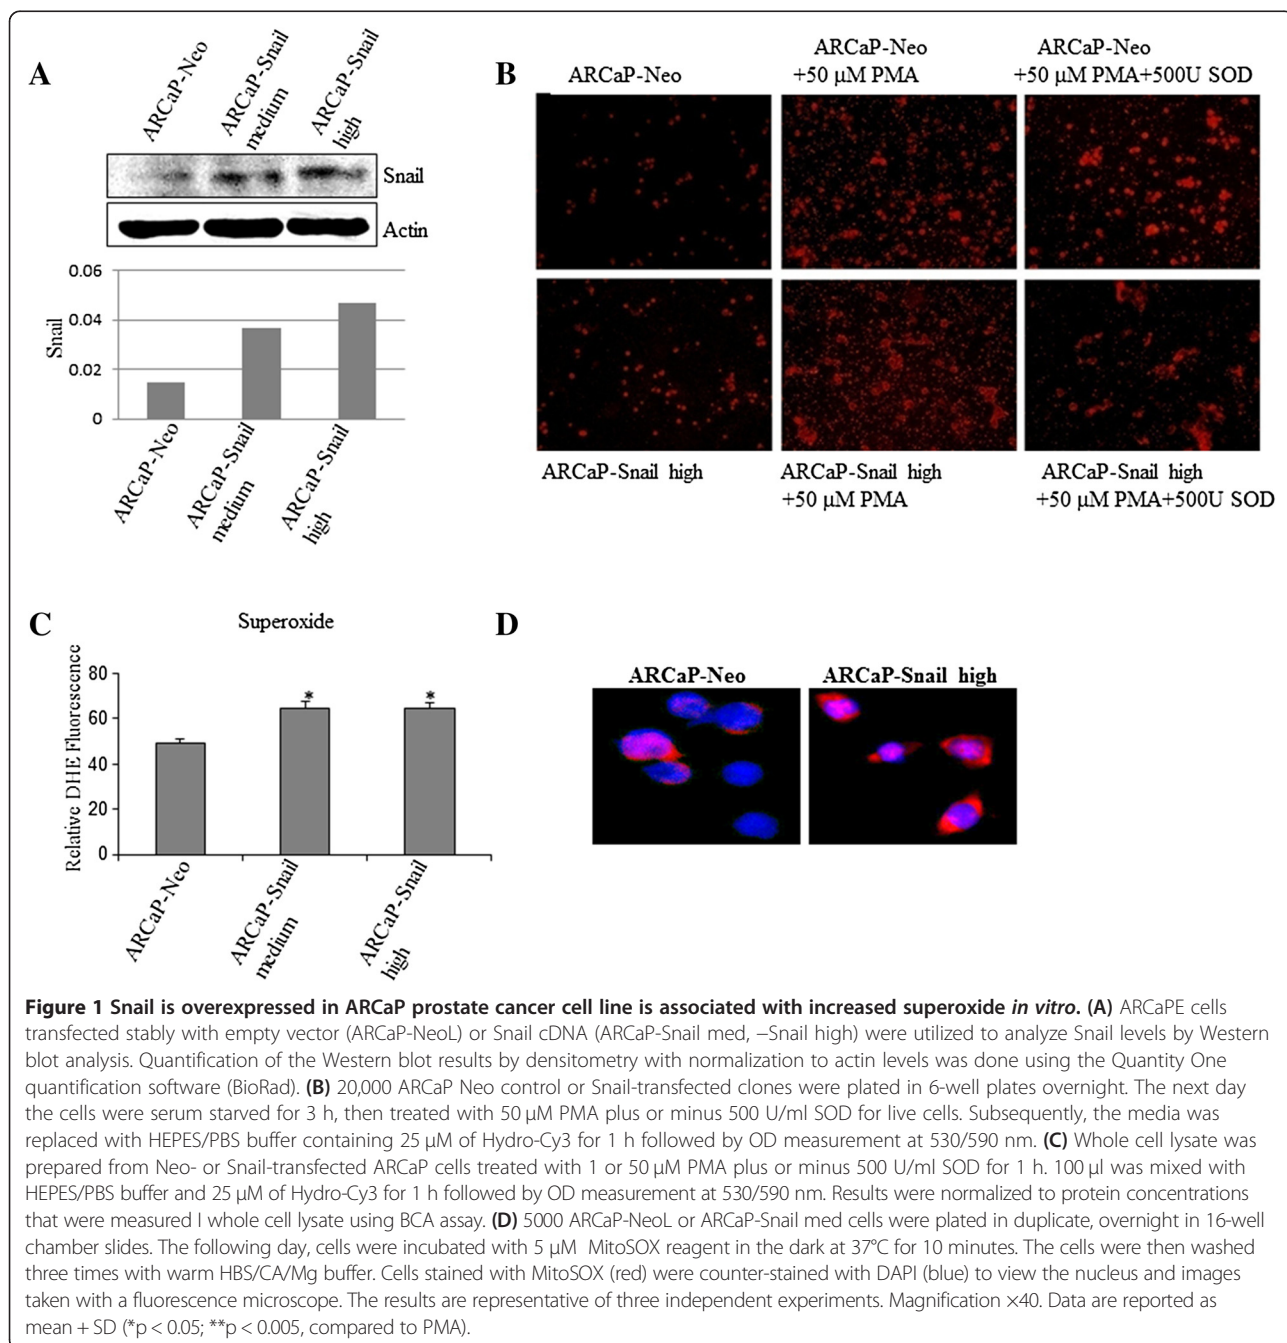 A
ARCaP-Neo
ARCaP-Snail
medium
ARCaP-Snail
high
Snail
Actin
0.06
0.04
0.02
0
Snail
ARCaP-Neo
ARCaP-Snail
medium
ARCaP-Snail
high
B
ARCaP-Neo
ARCaP-Neo
+50 µM PMA
ARCaP-Neo
+50 µM PMA+500U SOD
ARCaP-Snail high
ARCaP-Snail high
+50 µM PMA
ARCaP-Snail high
+50 µM PMA+500U SOD
C
Superoxide
Relative DHE Fluorescence
80
60
40
20
0
*
*
ARCaP-Neo
ARCaP-Snail
medium
ARCaP-Snail
high
D
ARCaP-Neo
ARCaP-Snail high
Figure 1 Snail is overexpressed in ARCaP prostate cancer cell line is associated with increased superoxide in vitro. (A) ARCaPE cells
transfected stably with empty vector (ARCaP-NeoL) or Snail cDNA (ARCaP-Snail med, –Snail high) were utilized to analyze Snail levels by Western
blot analysis. Quantification of the Western blot results by densitometry with normalization to actin levels was done using the Quantity One
quantification software (BioRad). (B) 20,000 ARCaP Neo control or Snail-transfected clones were plated in 6-well plates overnight. The next day
the cells were serum starved for 3 h, then treated with 50 µM PMA plus or minus 500 U/ml SOD for live cells. Subsequently, the media was
replaced with HEPES/PBS buffer containing 25 µM of Hydro-Cy3 for 1 h followed by OD measurement at 530/590 nm. (C) Whole cell lysate was
prepared from Neo- or Snail-transfected ARCaP cells treated with 1 or 50 µM PMA plus or minus 500 U/ml SOD for 1 h. 100 µl was mixed with
HEPES/PBS buffer and 25 µM of Hydro-Cy3 for 1 h followed by OD measurement at 530/590 nm. Results were normalized to protein concentrations
that were measured I whole cell lysate using BCA assay. (D) 5000 ARCaP-NeoL or ARCaP-Snail med cells were plated in duplicate, overnight in 16-well
chamber slides. The following day, cells were incubated with 5 µM MitoSOX reagent in the dark at 37°C for 10 minutes. The cells were then washed
three times with warm HBS/CA/Mg buffer. Cells stained with MitoSOX (red) were counter-stained with DAPI (blue) to view the nucleus and images
taken with a fluorescence microscope. The results are representative of three independent experiments. Magnification ×40. Data are reported as
mean + SD (*p < 0.05; **p < 0.005, compared to PMA).